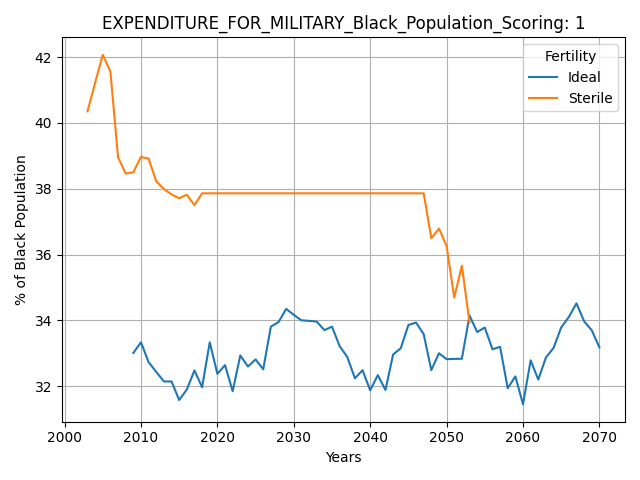 EXPENDITURE_FOR_MILITARY_Black_Population_Scoring: 1
Fertility
Ideal
Sterile
% of Black Population
42
40
38
36
34
32
2000
2010
2020
2030
2040
2050
2060
2070
Years